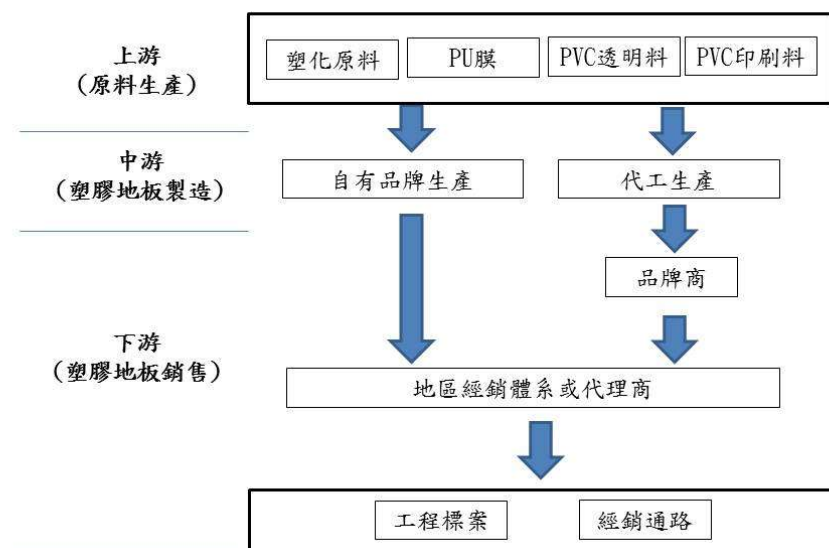 上游
(原料生產)
塑化原料
PU膜
PVC透明料
PVC印刷料
中游
(塑膠地板製造)
自有品牌生產
代工生產
品牌商
下游
(塑膠地板銷售)
地區經銷體系或代理商
工程標案
經銷通路